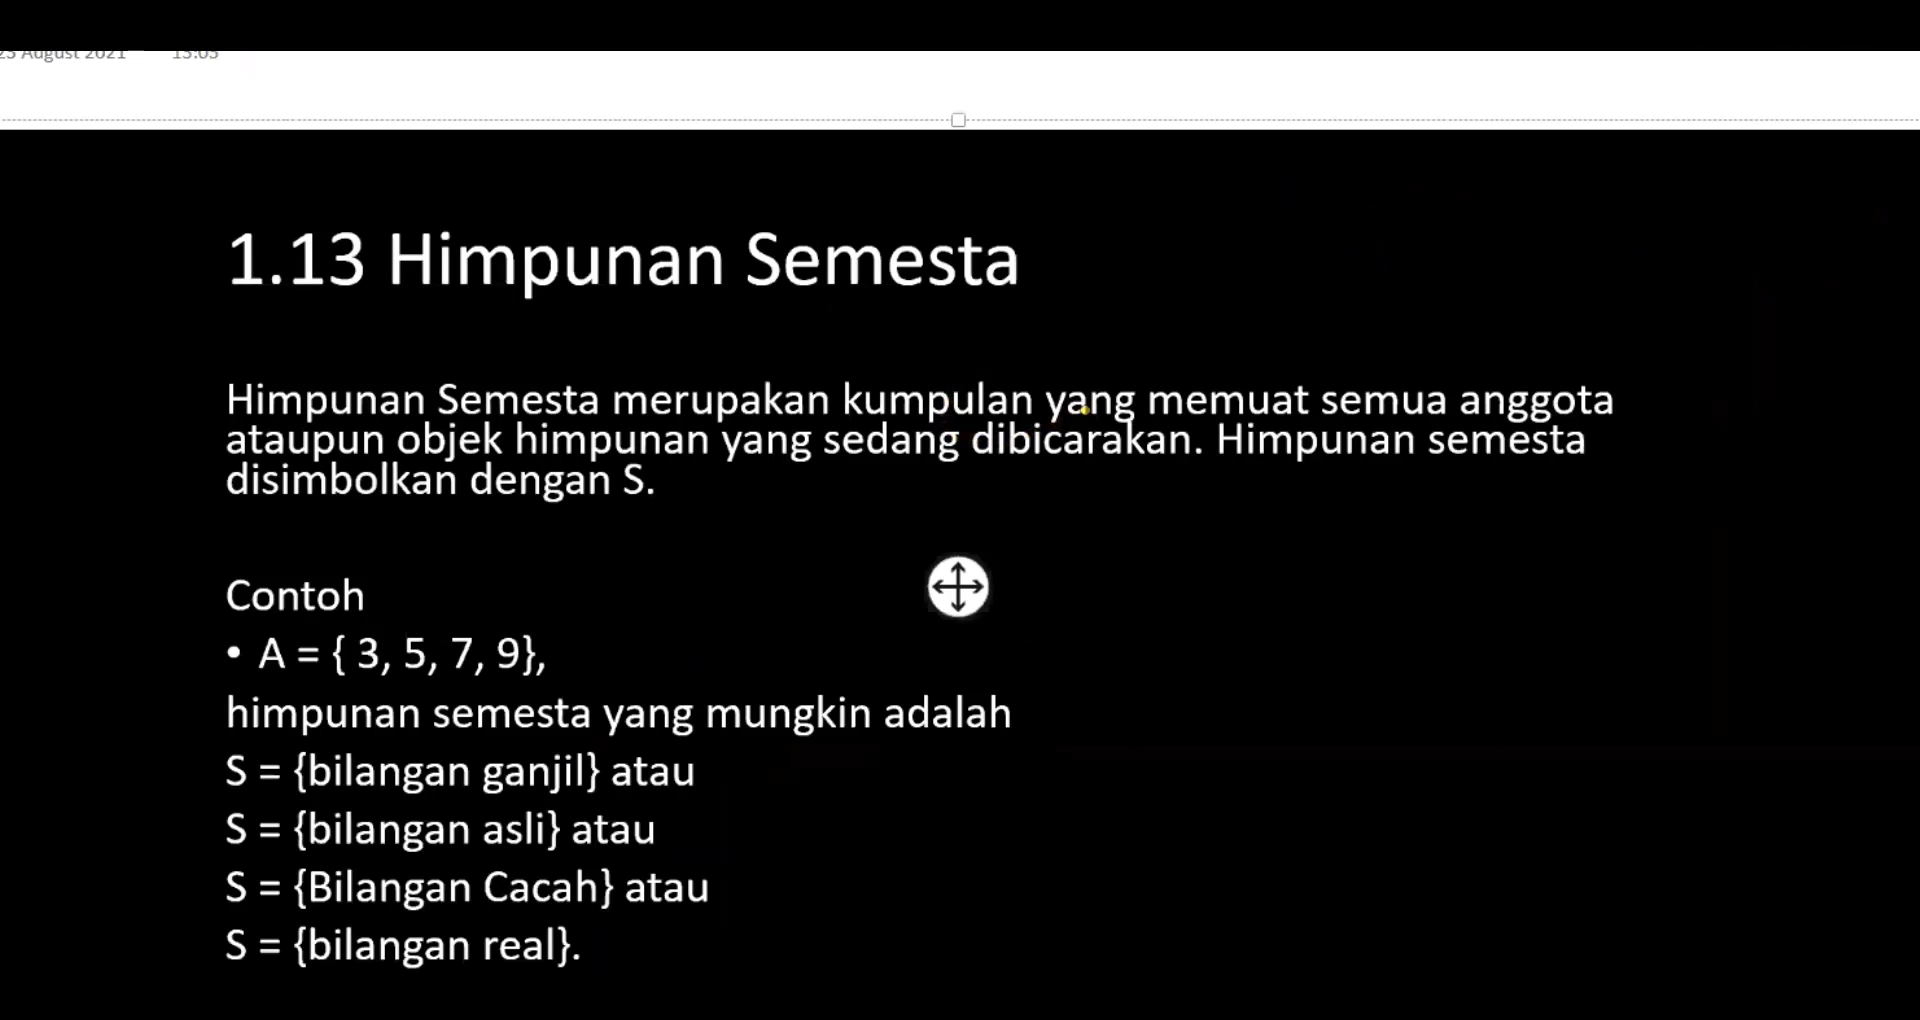 23 August 2021 13:03
1.13 Himpunan Semesta
Himpunan Semesta merupakan kumpulan yang memuat semua anggota
ataupun objek himpunan yang sedang dibicarakan. Himpunan semesta
disimbolkan dengan S.
Contoh
• A = { 3, 5, 7, 9},
himpunan semesta yang mungkin adalah
S = {bilangan ganjil} atau
S = {bilangan asli} atau
S = {Bilangan Cacah} atau
S = {bilangan real}.